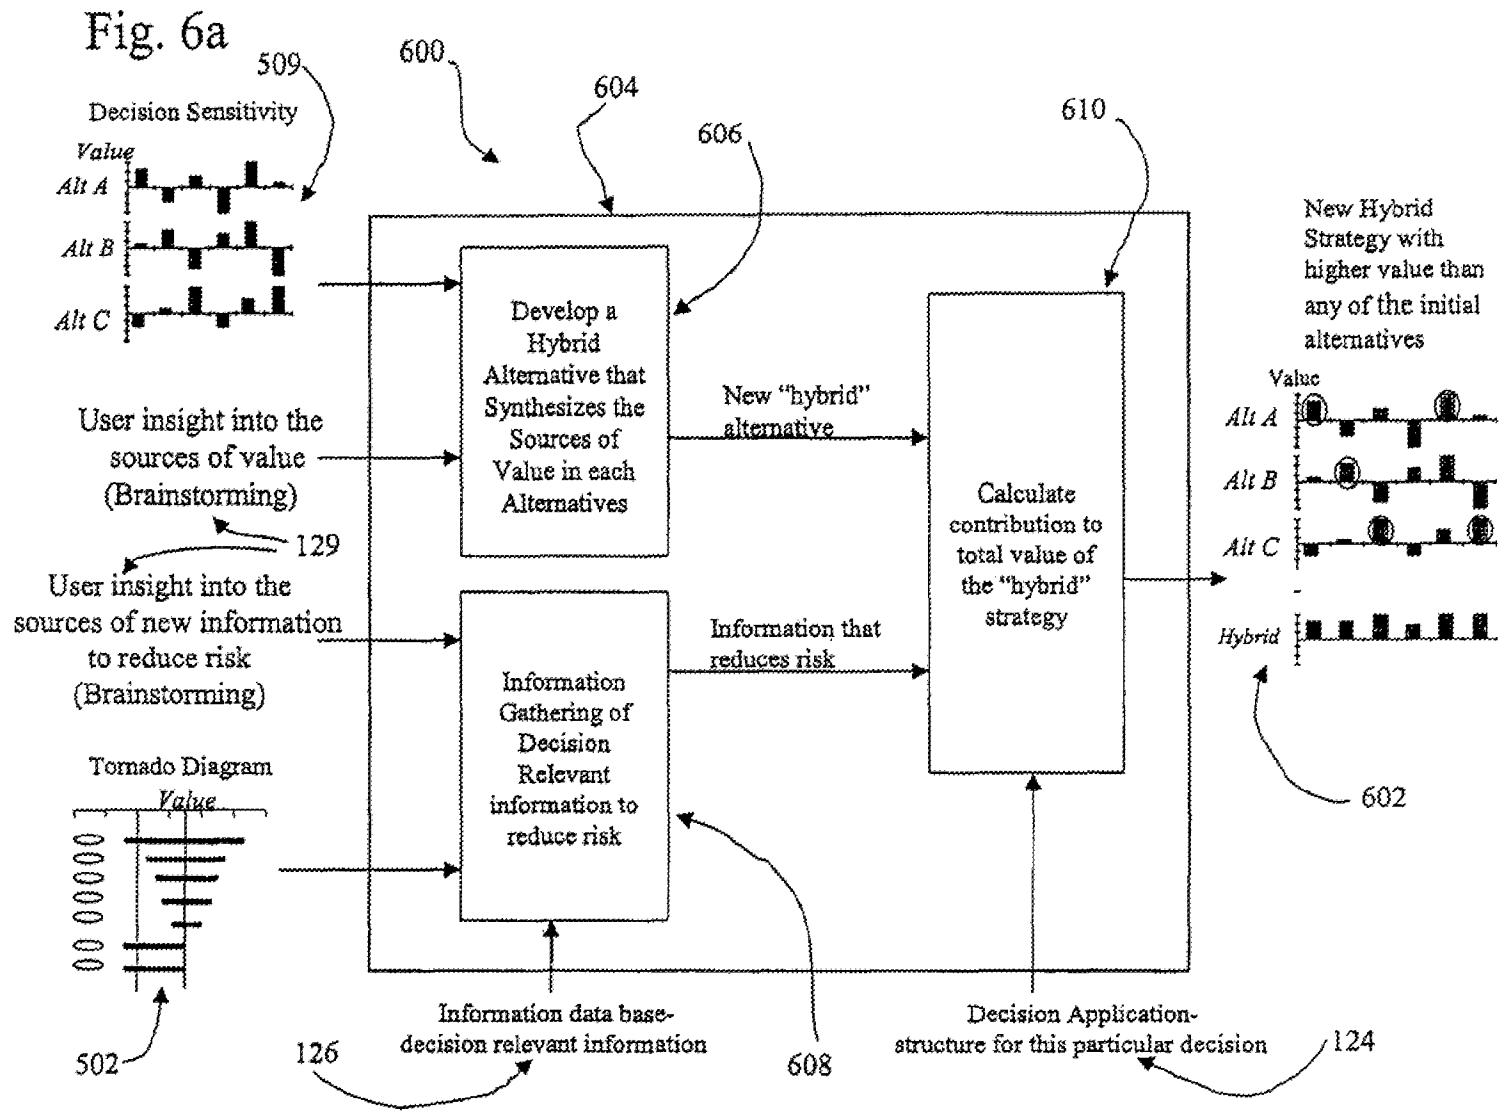 Fig. 6a
509
600
604
606
610
Decision Sensitivity
Value
Alt A
Alt B
Alt C
User insight into the
sources of value
(Brainstorming)
129
User insight into the
sources of new information
to reduce risk
(Brainstorming)
Tornado Diagram
Value
502
Develop a
Hybrid
Alternative that
Synthesizes the
Sources of
Value in each
Alternatives
New “hybrid”
alternative
Information
Gathering of
Decision
Relevant
information to
reduce risk
Information that
reduces risk
Calculate
contribution to
total value of
the “hybrid”
strategy
New Hybrid
Strategy with
higher value than
any of the initial
alternatives
Value
Alt A
Alt B
Alt C
Hybrid
602
Information data base-
decision relevant information
126
608
Decision Application-
structure for this particular decision
124